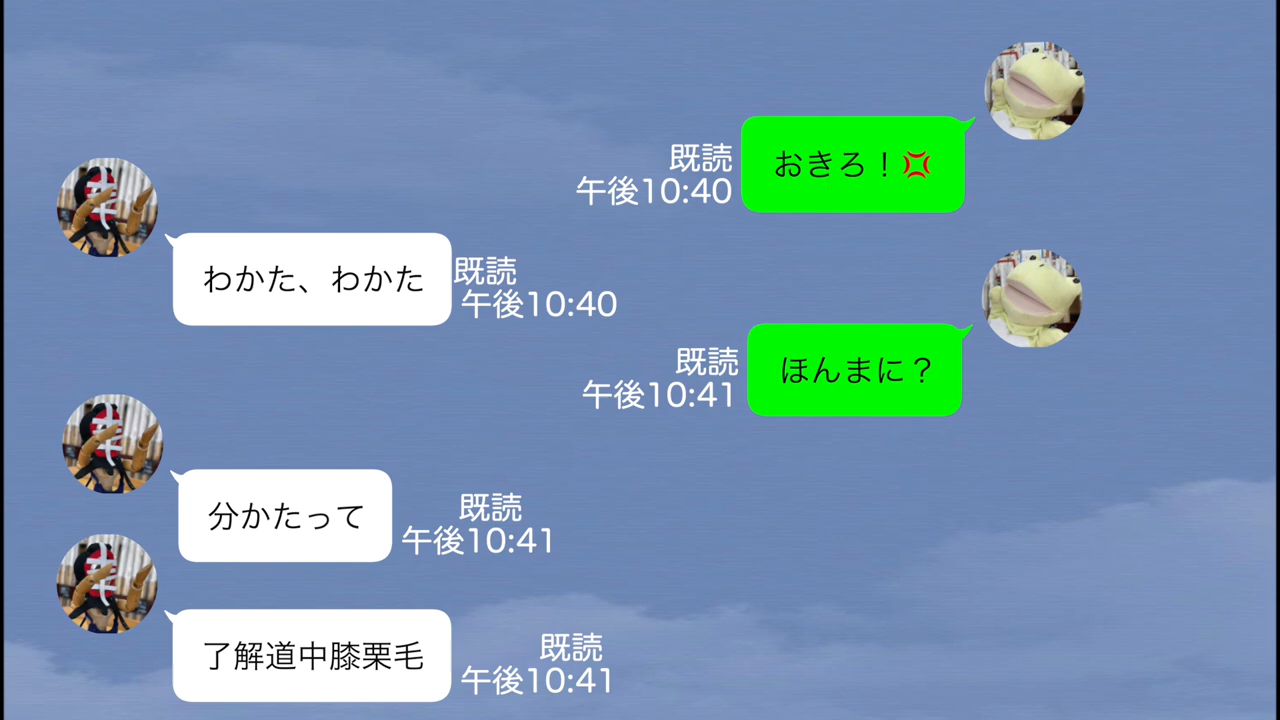 おきろ！💢
既読
午後10:40
わかた、わかた
既読
午後10:40
ほんまに？
既読
午後10:41
分かたって
既読
午後10:41
了解道中膝栗毛
既読
午後10:41